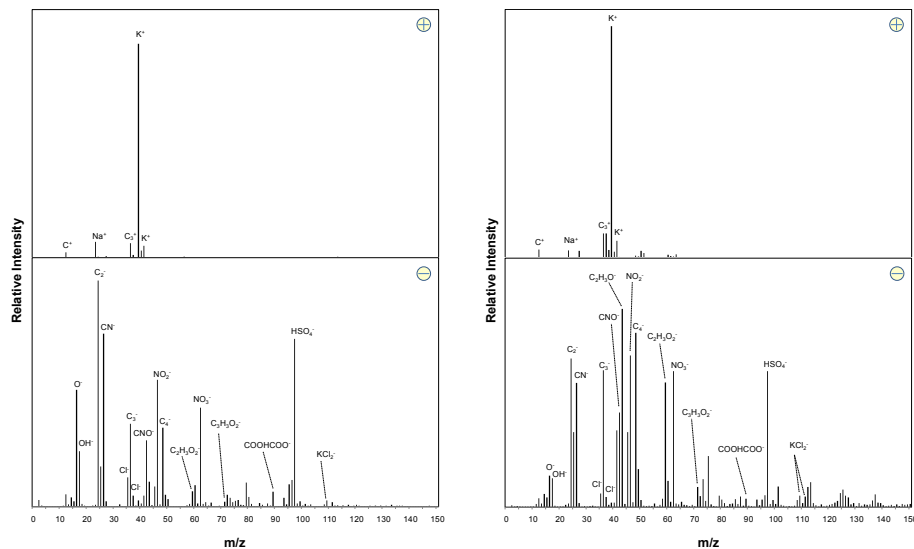 K⁺
C⁺
Na⁺
C₃⁺
K⁺
Relative Intensity
C₂⁻
CN⁻
O⁻
OH⁻
C₃⁻
Cl⁻
Cl⁻
CNO⁻
NO₂⁻
C₄⁻
C₂H₃O₂⁻
NO₃⁻
C₃H₃O₂⁻
COOHCOO⁻
HSO₄⁻
KCl₂⁻
0 10 20 30 40 50 60 70 80 90 100 110 120 130 140 150
m/z
K⁺
C⁺
Na⁺
C₃⁺
K⁺
Relative Intensity
C₂H₃O⁻
NO₂⁻
CNO⁻
C₄⁻
C₂H₃O₂⁻
C₂⁻
C₃⁻
CN⁻
NO₃⁻
HSO₄⁻
C₃H₃O₂⁻
O⁻
OH⁻
Cl⁻
Cl⁻
COOHCOO⁻
KCl₂⁻
0 10 20 30 40 50 60 70 80 90 100 110 120 130 140 150
m/z